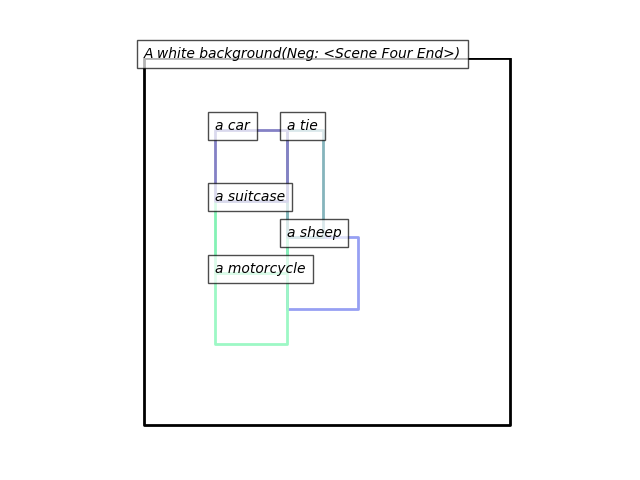 A white background(Neg: <Scene Four End>)
a car
a tie
a suitcase
a sheep
a motorcycle